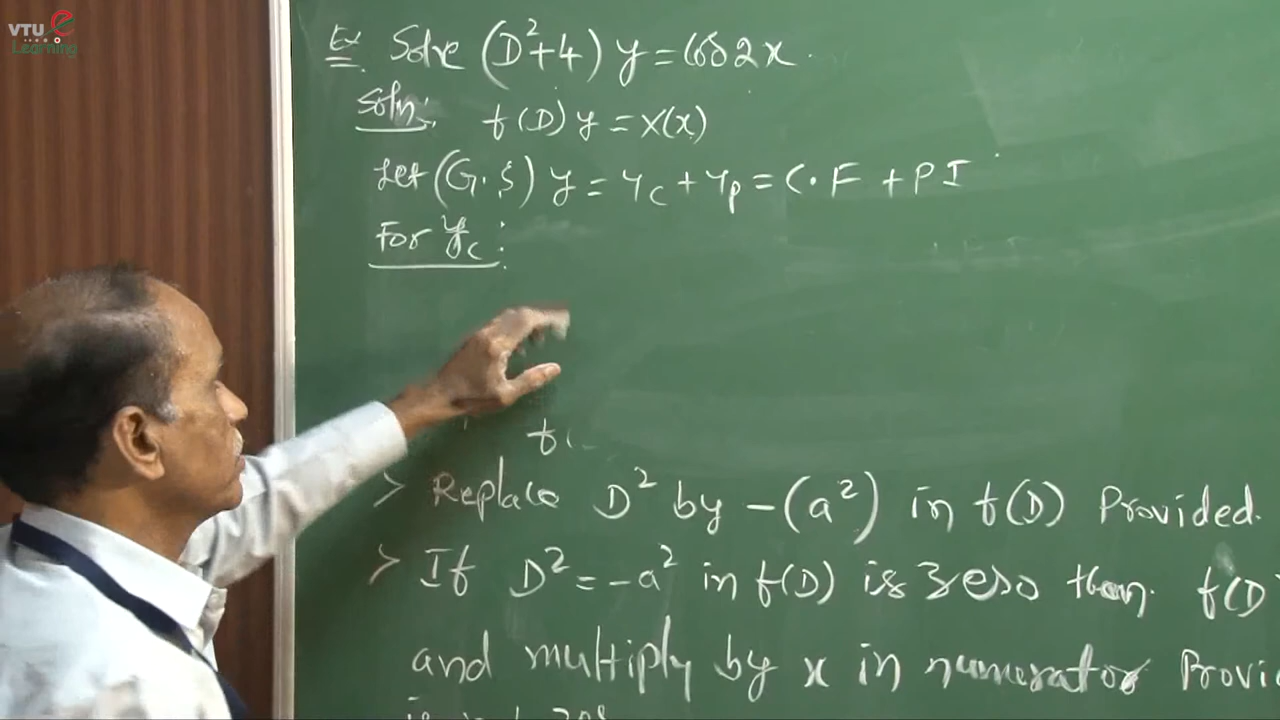 VTU e
Learning
Ex Solve (D²+4) y = Cos 2x.
Soln: f(D) y = X(x)
Let (G.S) y = yc + yp = C.F + PI
For yc:
f(
> Replace D² by -(a²) in f(D) Provided.
> If D² = -a² in f(D) is zero then f(D
and multiply by x in numerator Provi